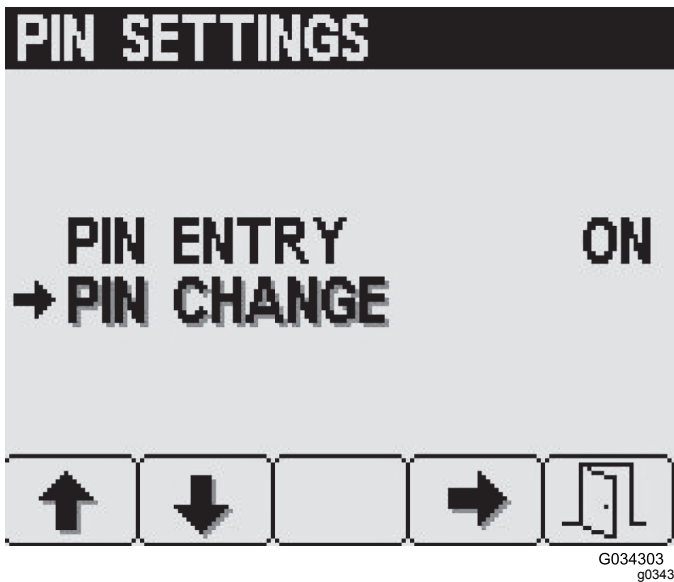 PIN SETTINGS
PIN ENTRY ON
PIN CHANGE
G034303
g0343